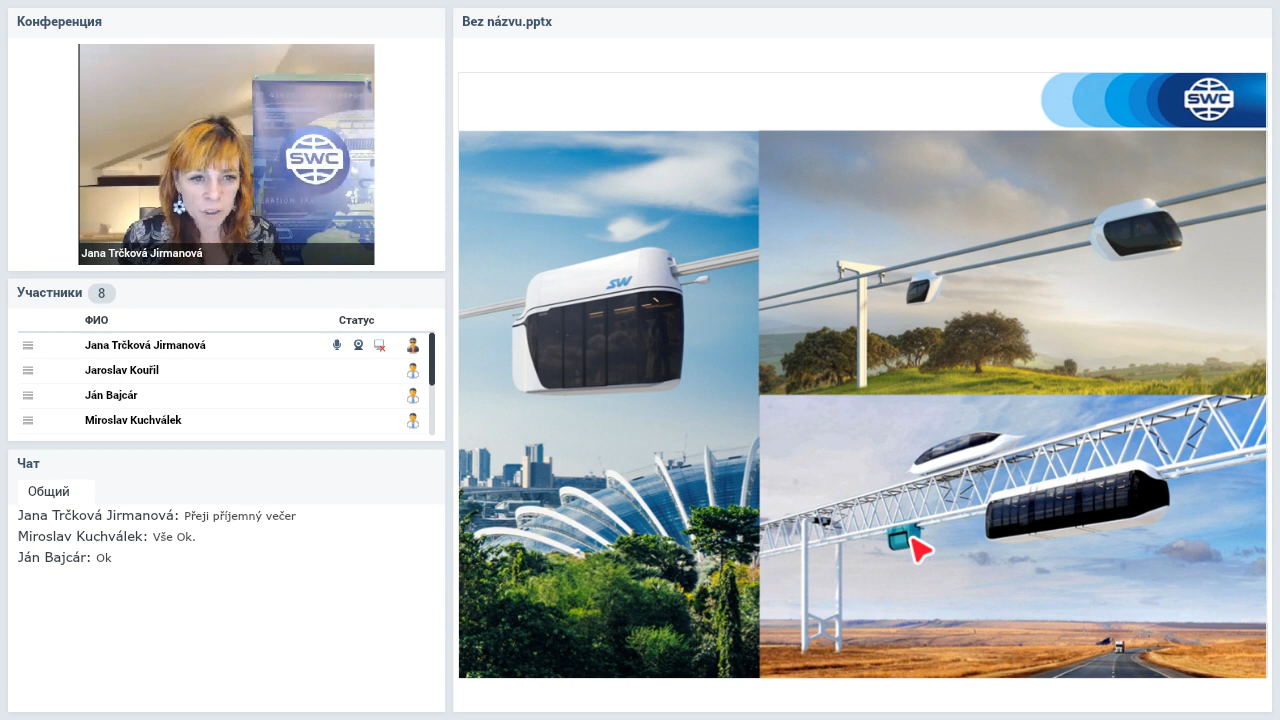 Конференция
SWC
Jana Trčková Jirmanová
Участники 8
ФИО Статус
Jana Trčková Jirmanová
Jaroslav Kouřil
Ján Bajcár
Miroslav Kuchválek
Чат
Общий
Jana Trčková Jirmanová: Přeji příjemný večer
Miroslav Kuchválek: Vše Ok.
Ján Bajcár: Ok
Bez názvu.pptx
SWC
SW